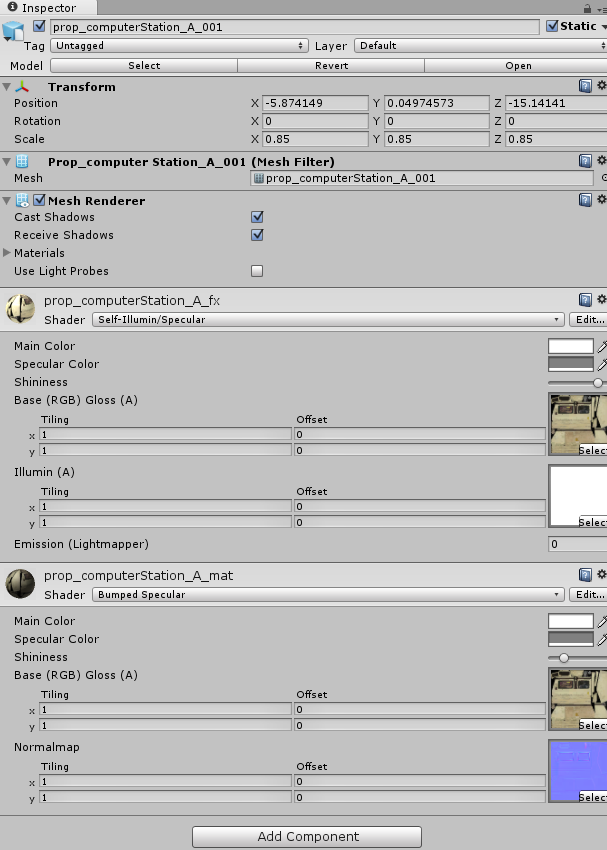 Inspector
prop_computerStation_A_001 Static
Tag Untagged Layer Default
Model Select Revert Open
Transform
Position X -5.874149 Y 0.04974573 Z -15.14141
Rotation X 0 Y 0 Z 0
Scale X 0.85 Y 0.85 Z 0.85
Prop_computer Station_A_001 (Mesh Filter)
Mesh prop_computerStation_A_001
Mesh Renderer
Cast Shadows
Receive Shadows
Materials
Use Light Probes
prop_computerStation_A_fx
Shader Self-Illumin/Specular Edit...
Main Color
Specular Color
Shininess
Base (RGB) Gloss (A)
Tiling Offset
x 1 0
y 1 0
Select
Illumin (A)
Tiling Offset
x 1 0
y 1 0
Select
Emission (Lightmapper) 0
prop_computerStation_A_mat
Shader Bumped Specular Edit...
Main Color
Specular Color
Shininess
Base (RGB) Gloss (A)
Tiling Offset
x 1 0
y 1 0
Select
Normalmap
Tiling Offset
x 1 0
y 1 0
Select
Add Component